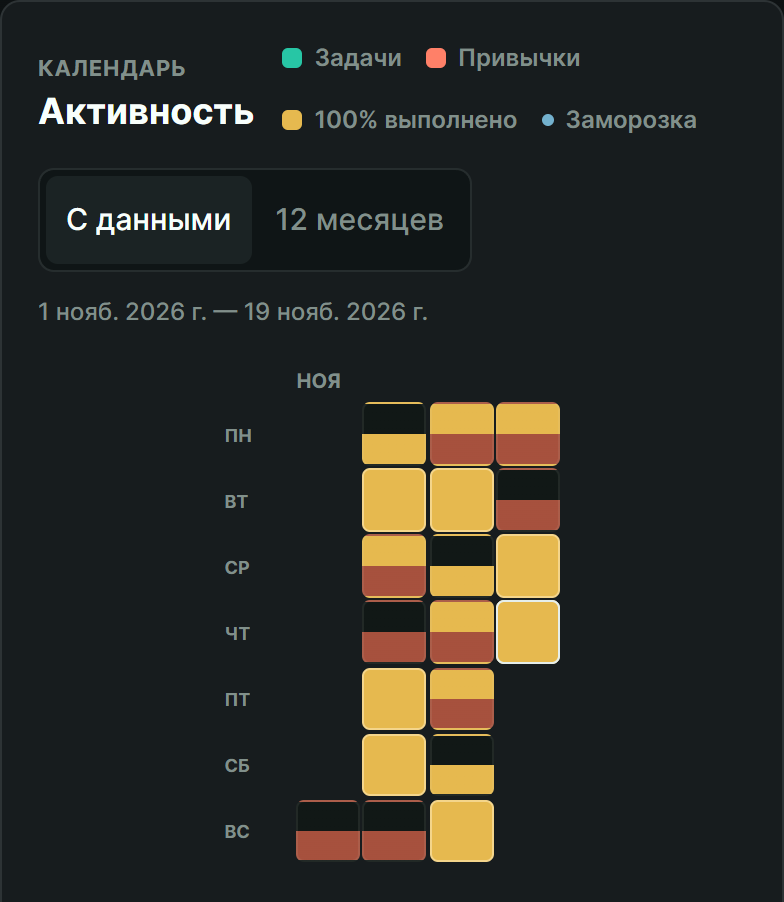 КАЛЕНДАРЬ
Активность
Задачи Привычки
100% выполнено Заморозка
С данными 12 месяцев
1 нояб. 2026 г. — 19 нояб. 2026 г.
НОЯ
ПН
ВТ
СР
ЧТ
ПТ
СБ
ВС